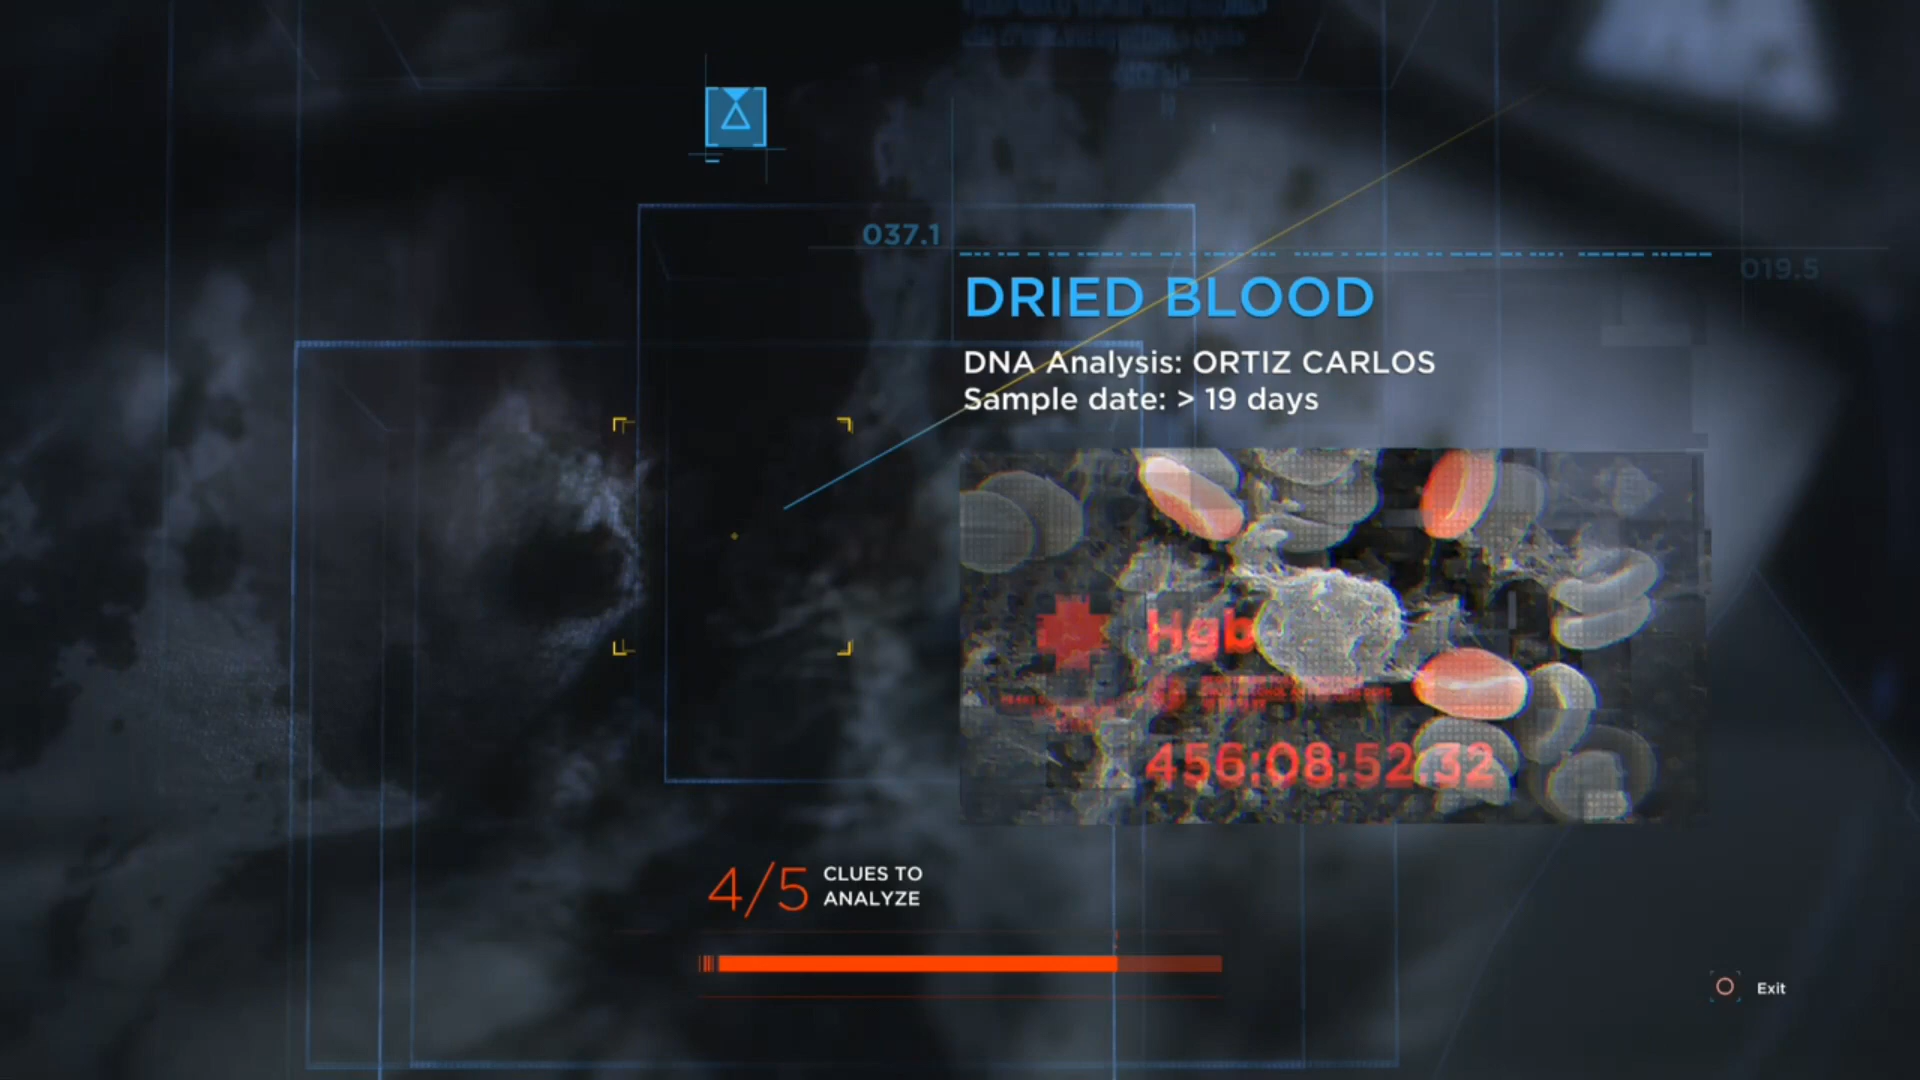 037.1
019.5
DRIED BLOOD
DNA Analysis: ORTIZ CARLOS
Sample date: > 19 days
Hgb
456:08:52:32
4/5
CLUES TO
ANALYZE
Exit